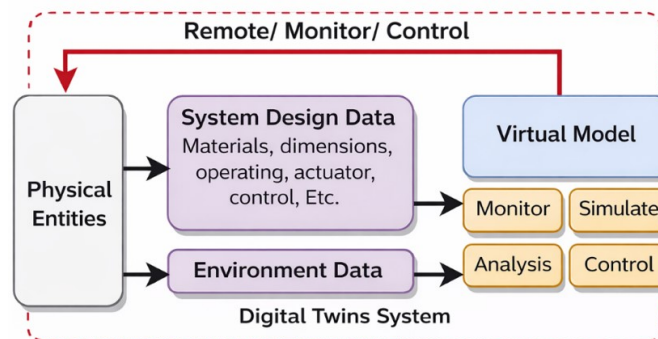 Remote/ Monitor/ Control
Physical
Entities
System Design Data
Materials, dimensions,
operating, actuator,
control, Etc.
Environment Data
Virtual Model
Monitor
Simulate
Analysis
Control
Digital Twins System